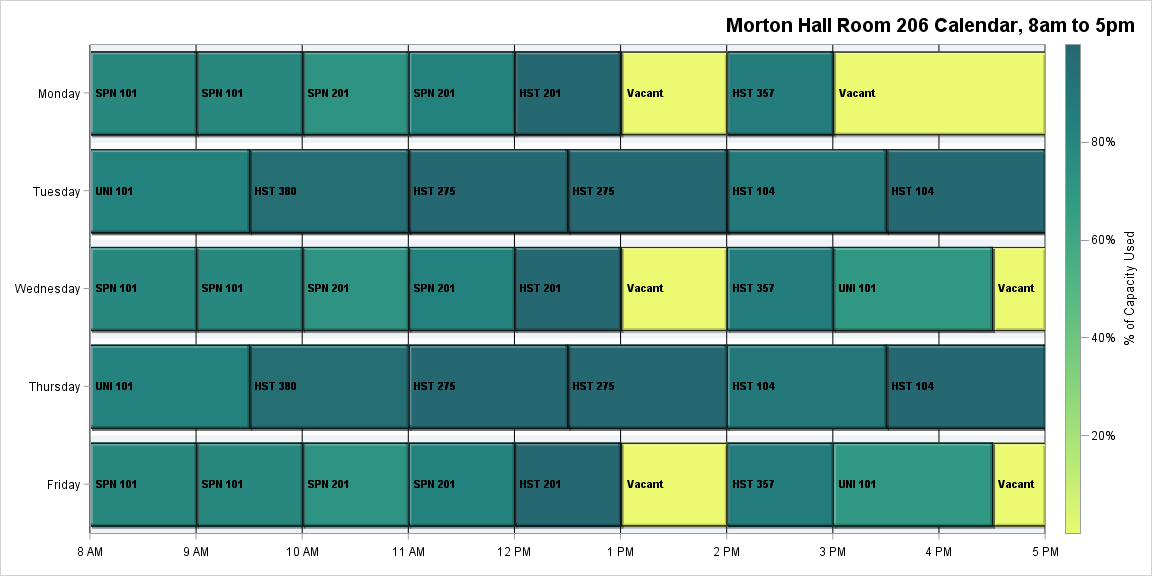 Morton Hall Room 206 Calendar, 8am to 5pm
Monday SPN 101 SPN 101 SPN 201 SPN 201 HST 201 Vacant HST 357 Vacant
80%
Tuesday UNI 101 HST 380 HST 275 HST 275 HST 104 HST 104
60%
% of Capacity Used
Wednesday SPN 101 SPN 101 SPN 201 SPN 201 HST 201 Vacant HST 357 UNI 101 Vacant
40%
Thursday UNI 101 HST 380 HST 275 HST 275 HST 104 HST 104
20%
Friday SPN 101 SPN 101 SPN 201 SPN 201 HST 201 Vacant HST 357 UNI 101 Vacant
8 AM 9 AM 10 AM 11 AM 12 PM 1 PM 2 PM 3 PM 4 PM 5 PM